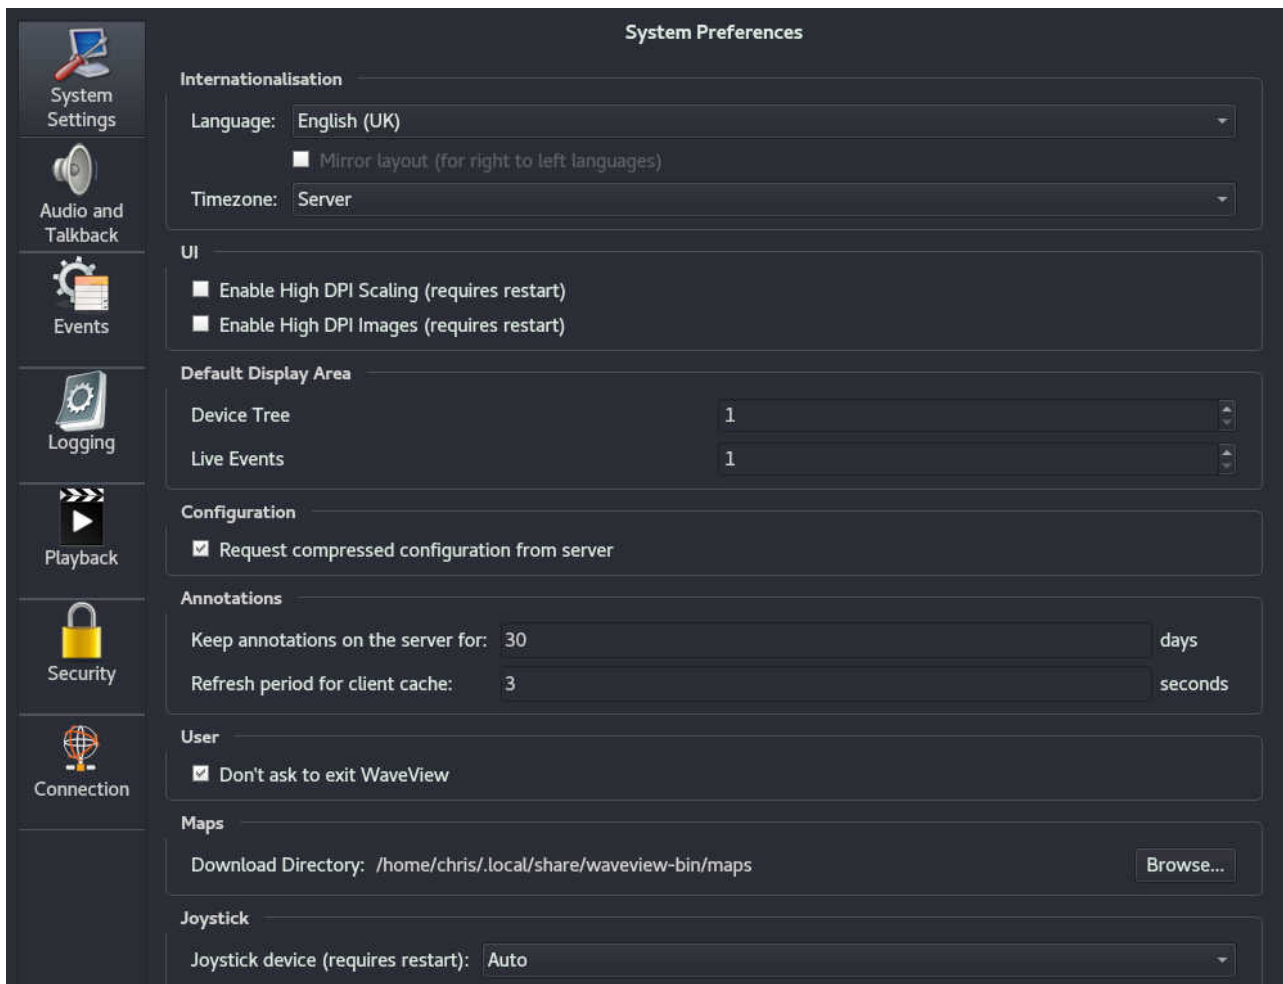 System Preferences
System
Settings
Audio and
Talkback
Events
Logging
Playback
Security
Connection
Internationalisation
Language: English (UK)
Mirror layout (for right to left languages)
Timezone: Server
UI
Enable High DPI Scaling (requires restart)
Enable High DPI Images (requires restart)
Default Display Area
Device Tree 1
Live Events 1
Configuration
Request compressed configuration from server
Annotations
Keep annotations on the server for: 30 days
Refresh period for client cache: 3 seconds
User
Don't ask to exit WaveView
Maps
Download Directory: /home/chris/.local/share/waveview-bin/maps Browse...
Joystick
Joystick device (requires restart): Auto